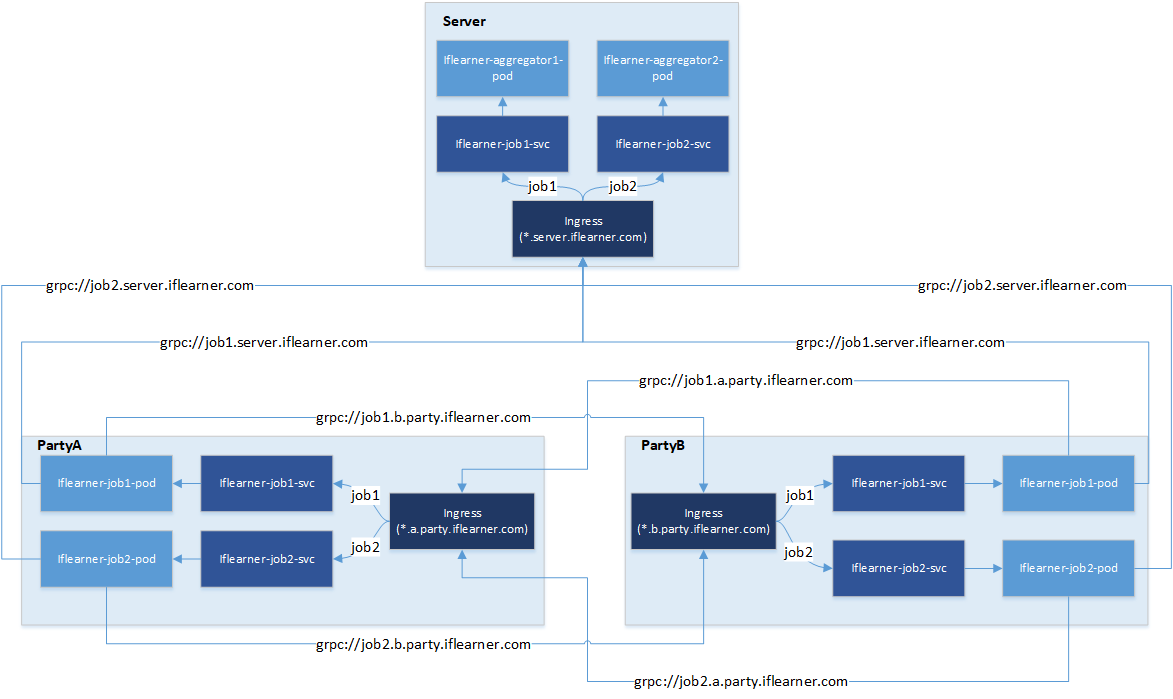 Server
Iflearner-aggregator1-
pod
Iflearner-aggregator2-
pod
Iflearner-job1-svc
Iflearner-job2-svc
job1
job2
Ingress
(*.server.iflearner.com)
grpc://job2.server.iflearner.com
grpc://job2.server.iflearner.com
grpc://job1.server.iflearner.com
grpc://job1.server.iflearner.com
grpc://job1.a.party.iflearner.com
grpc://job1.b.party.iflearner.com
PartyA
Iflearner-job1-pod
Iflearner-job1-svc
job1
Ingress
(*.a.party.iflearner.com)
job2
Iflearner-job2-pod
Iflearner-job2-svc
PartyB
Ingress
(*.b.party.iflearner.com)
job1
Iflearner-job1-svc
Iflearner-job1-pod
job2
Iflearner-job2-svc
Iflearner-job2-pod
grpc://job2.b.party.iflearner.com
grpc://job2.a.party.iflearner.com